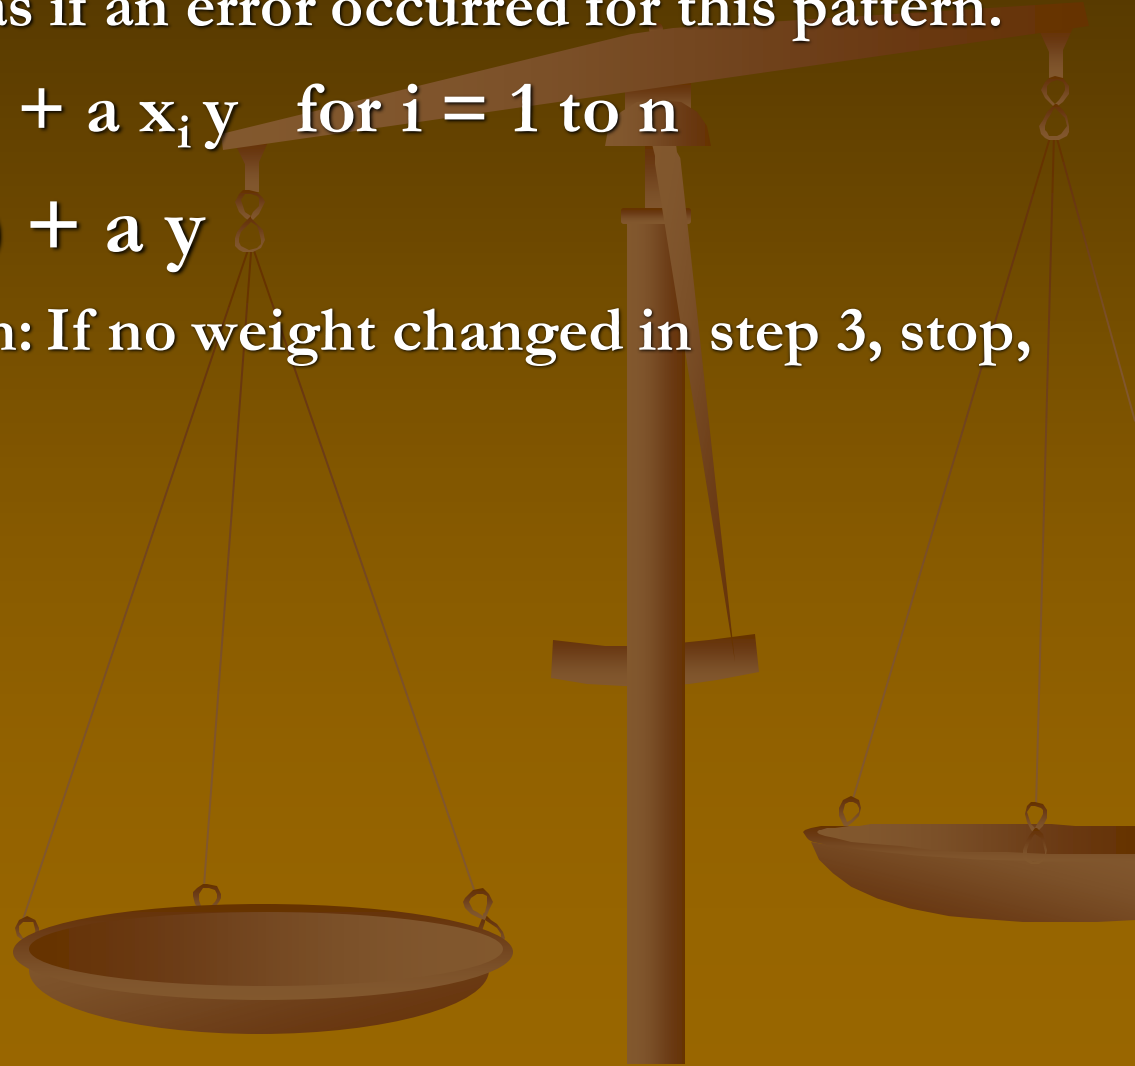 as if an error occurred for this pattern.
+ a xᵢ y for i = 1 to n
+ a y
: If no weight changed in step 3, stop,